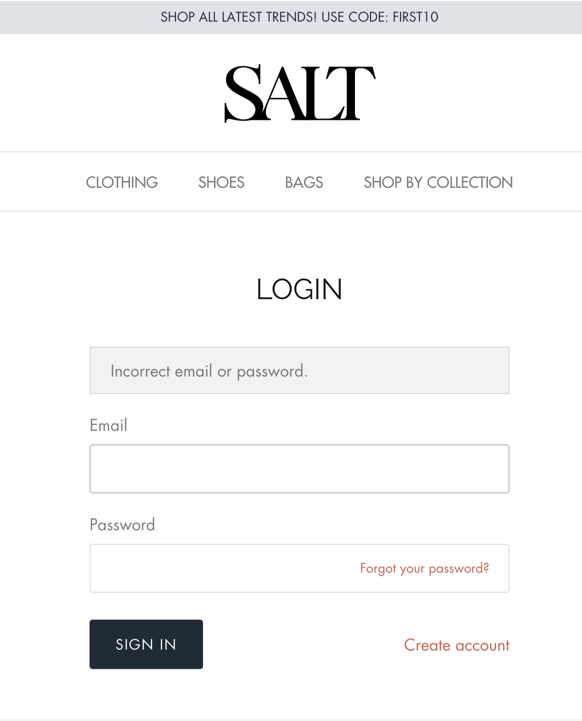 SHOP ALL LATEST TRENDS! USE CODE: FIRST10
SALT
CLOTHING SHOES BAGS SHOP BY COLLECTION
LOGIN
Incorrect email or password.
Email
Password
Forgot your password?
SIGN IN Create account